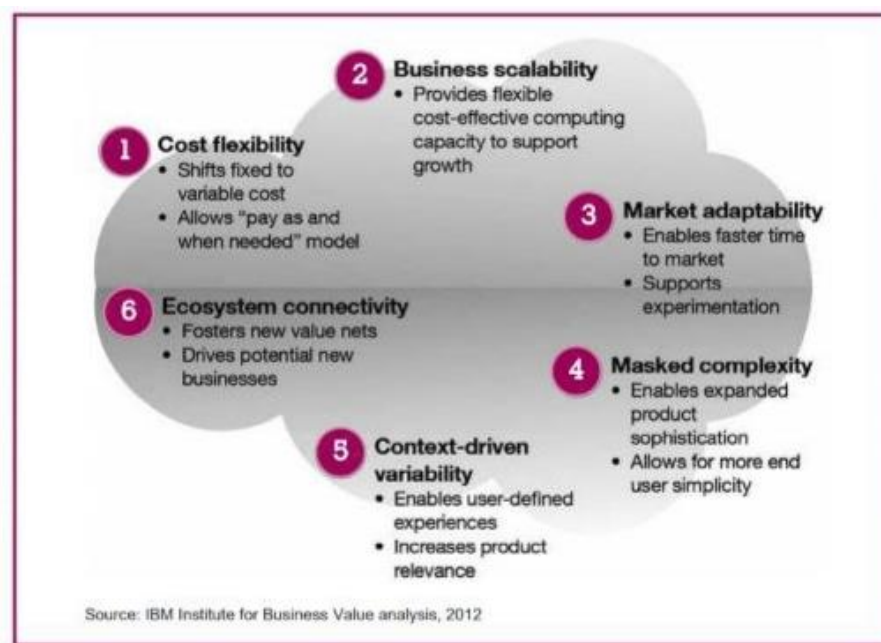 1 Cost flexibility
• Shifts fixed to
variable cost
• Allows “pay as and
when needed” model
2 Business scalability
• Provides flexible
cost-effective computing
capacity to support
growth
3 Market adaptability
• Enables faster time
to market
• Supports
experimentation
4 Masked complexity
• Enables expanded
product
sophistication
• Allows for more end
user simplicity
5 Context-driven
variability
• Enables user-defined
experiences
• Increases product
relevance
6 Ecosystem connectivity
• Fosters new value nets
• Drives potential new
businesses
Source: IBM Institute for Business Value analysis, 2012